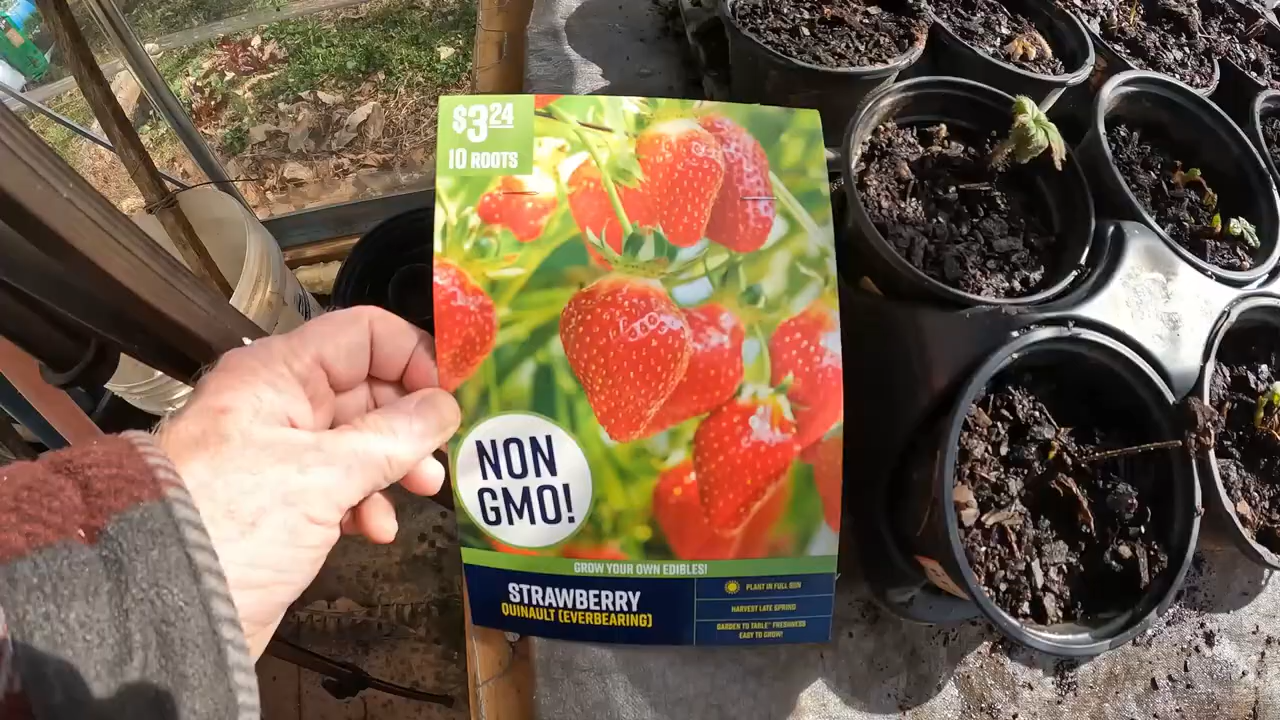 $3.24
10 ROOTS
NON
GMO!
GROW YOUR OWN EDIBLES!
STRAWBERRY
QUINAULT (EVERBEARING)
PLANT IN FULL SUN
HARVEST LATE SPRING
GARDEN TO TABLE™ FRESHNESS
EASY TO GROW!